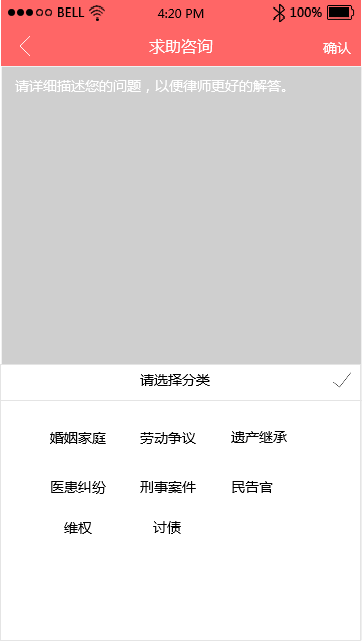 BELL 4:20 PM 100%
求助咨询 确认
请详细描述您的问题，以便律师更好的解答。
请选择分类
婚姻家庭 劳动争议 遗产继承
医患纠纷 刑事案件 民告官
维权 讨债